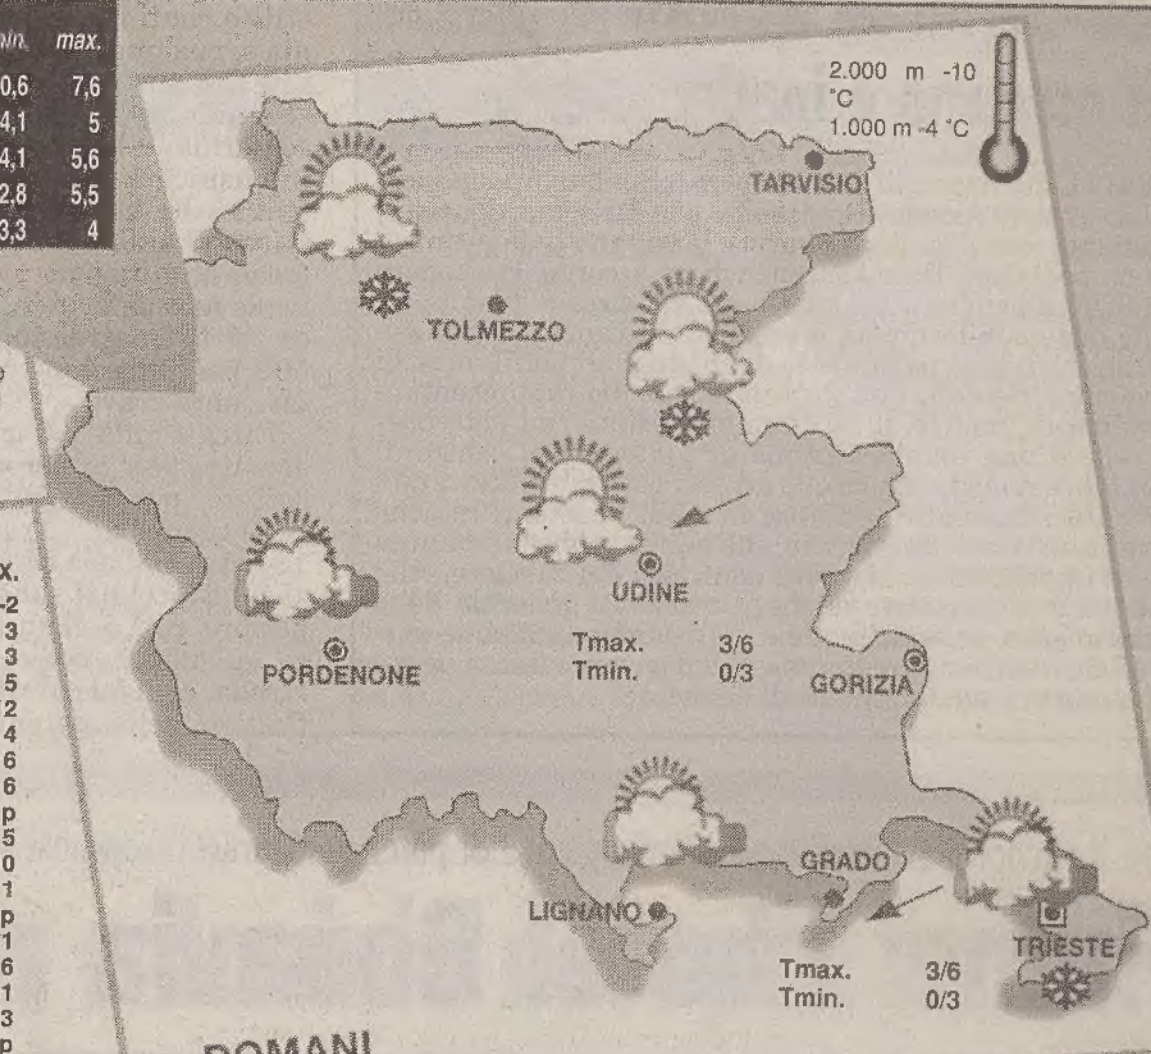 max.
0,6 7,6
4,1 5
4,1 5,6
2,8 5,5
3,3 4
2.000 m -10
°C
1.000 m -4 °C
TARVISIO
TOLMEZZO
UDINE
Tmax. 3/6
Tmin. 0/3
PORDENONE
GORIZIA
GRADO
LIGNANO
TRIESTE
Tmax. 3/6
Tmin. 0/3
-2
3
3
5
2
4
6
6
p
5
0
1
p
1
6
1
3
p
DOMANI